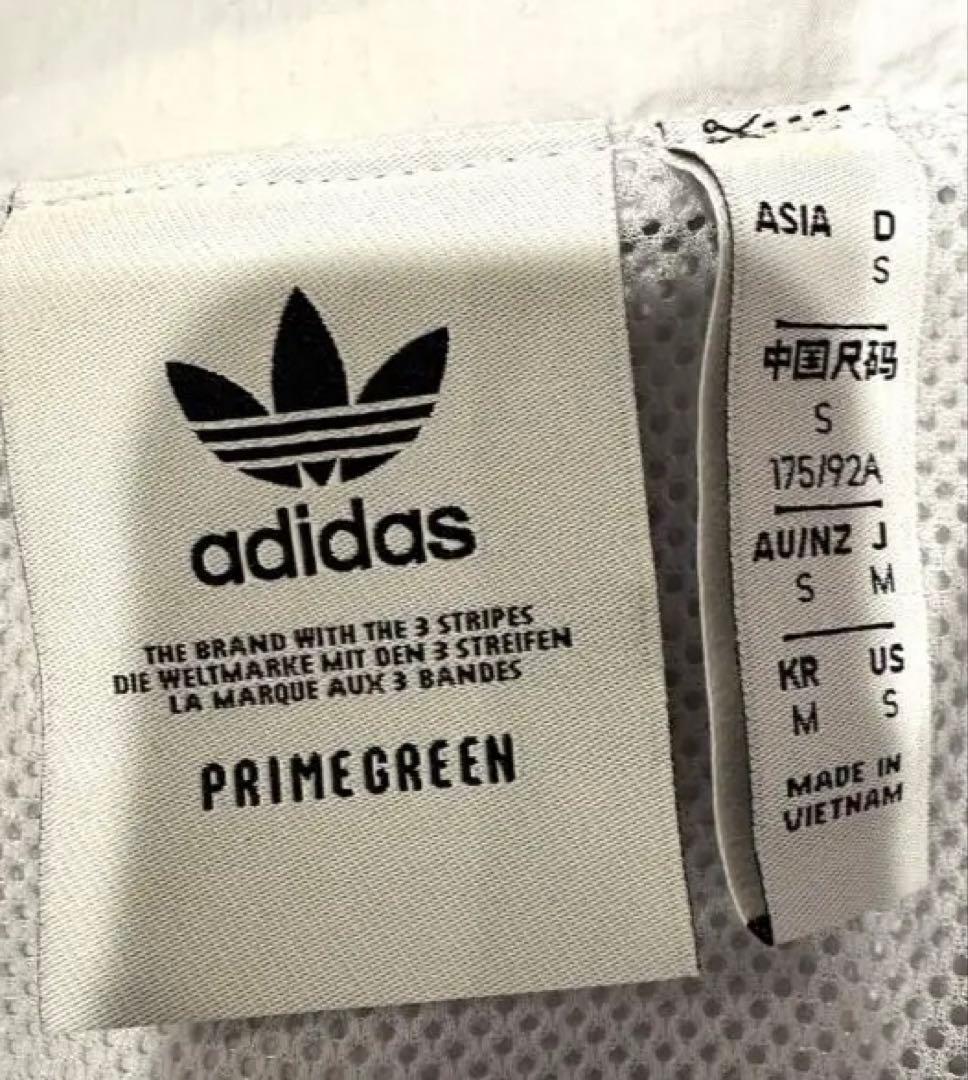 adidas
THE BRAND WITH THE 3 STRIPES
DIE WELTMARKE MIT DEN 3 STREIFEN
LA MARQUE AUX 3 BANDES
PRIMEGREEN
ASIA D
S
中国尺码
S
175/92A
AU/NZ J
S M
KR US
M S
MADE IN
VIETNAM